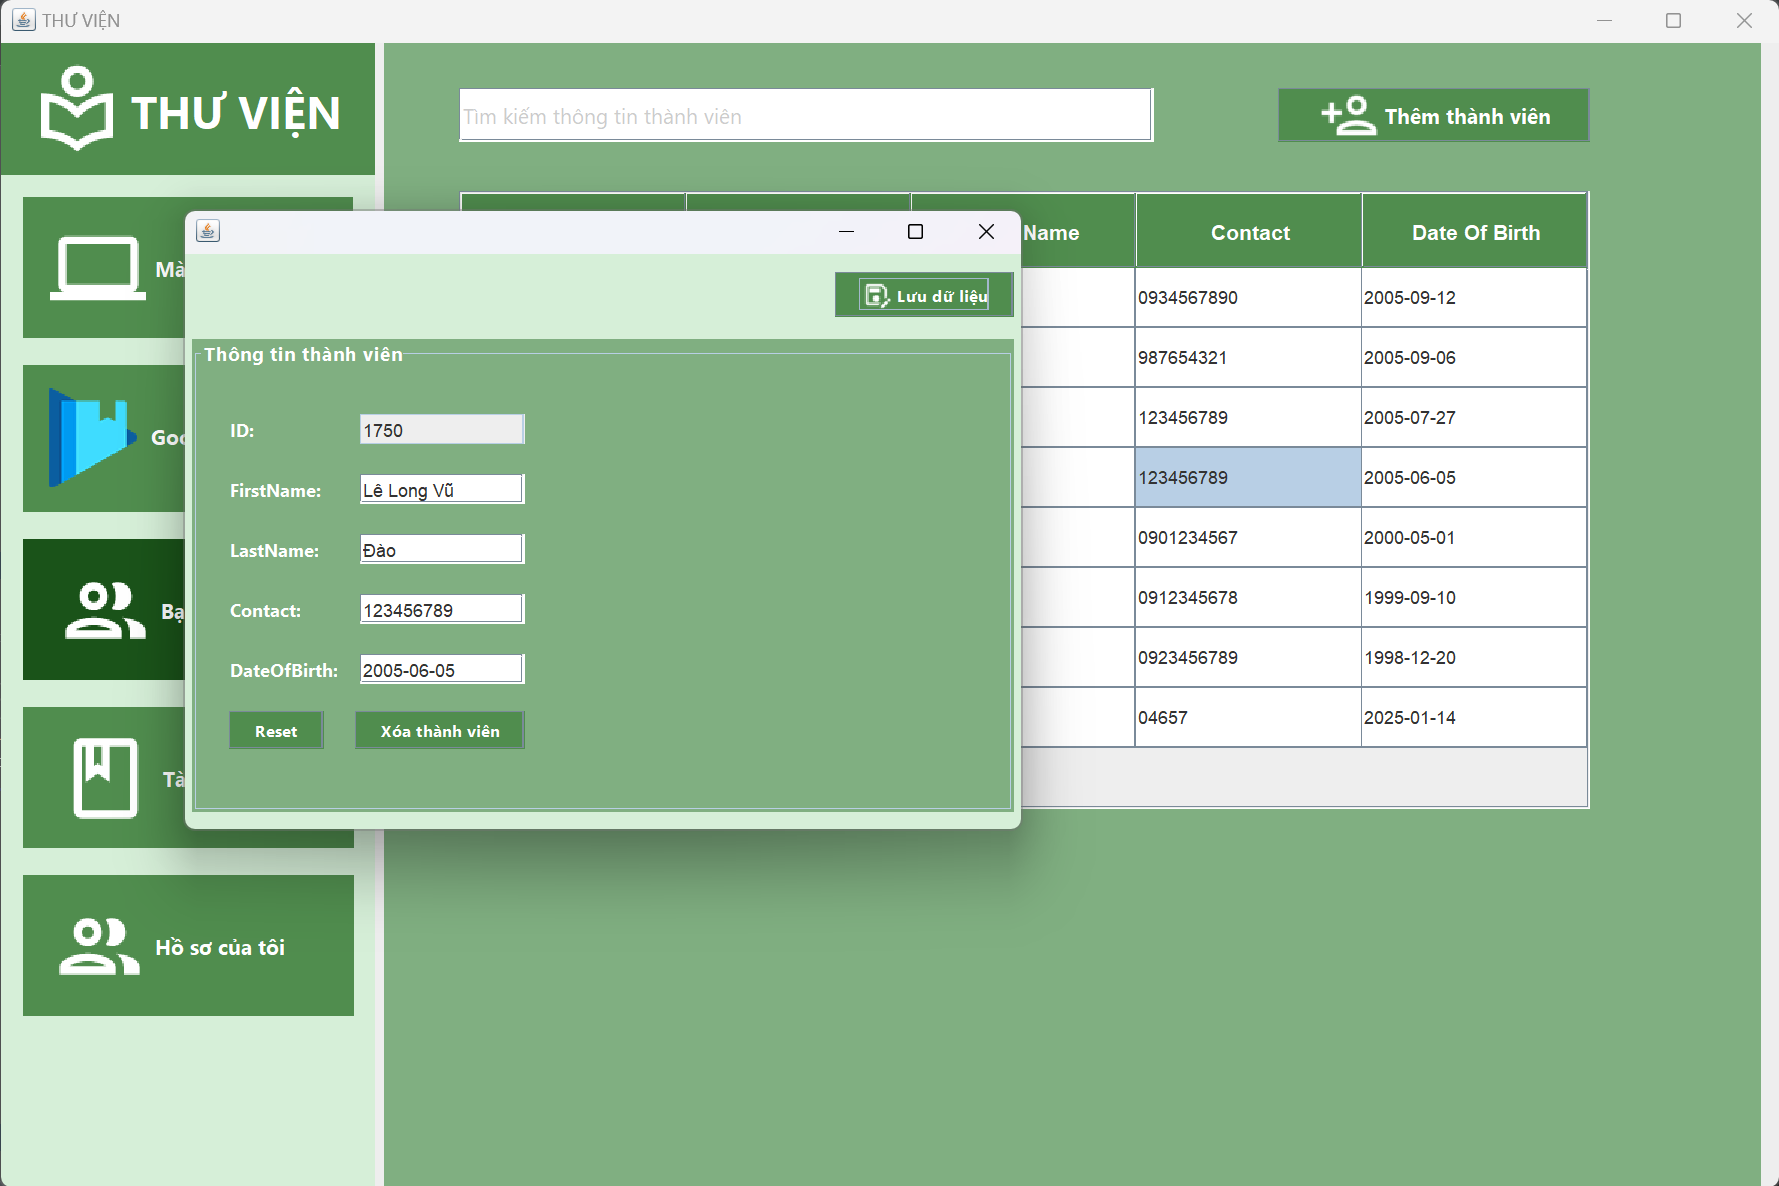 THƯ VIỆN
THƯ VIỆN
Tìm kiếm thông tin thành viên
Thêm thành viên
Name
Contact
Date Of Birth
0934567890
2005-09-12
987654321
2005-09-06
123456789
2005-07-27
123456789
2005-06-05
0901234567
2000-05-01
0912345678
1999-09-10
0923456789
1998-12-20
04657
2025-01-14
Lưu dữ liệu
Thông tin thành viên
ID:
1750
FirstName:
Lê Long Vũ
LastName:
Đào
Contact:
123456789
DateOfBirth:
2005-06-05
Reset
Xóa thành viên
Hồ sơ của tôi